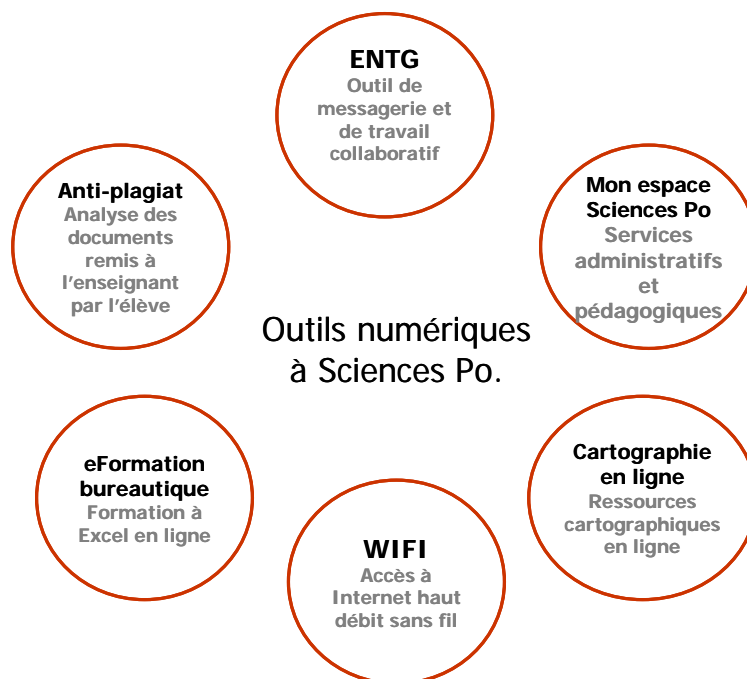 ENTG
Outil de
messagerie et
de travail
collaboratif
Anti-plagiat
Analyse des
documents
remis à
l'enseignant
par l'élève
Mon espace
Sciences Po
Services
administratifs
et
pédagogiques
Outils numériques
à Sciences Po.
eFormation
bureautique
Formation à
Excel en ligne
WIFI
Accès à
Internet haut
débit sans fil
Cartographie
en ligne
Ressources
cartographiques
en ligne